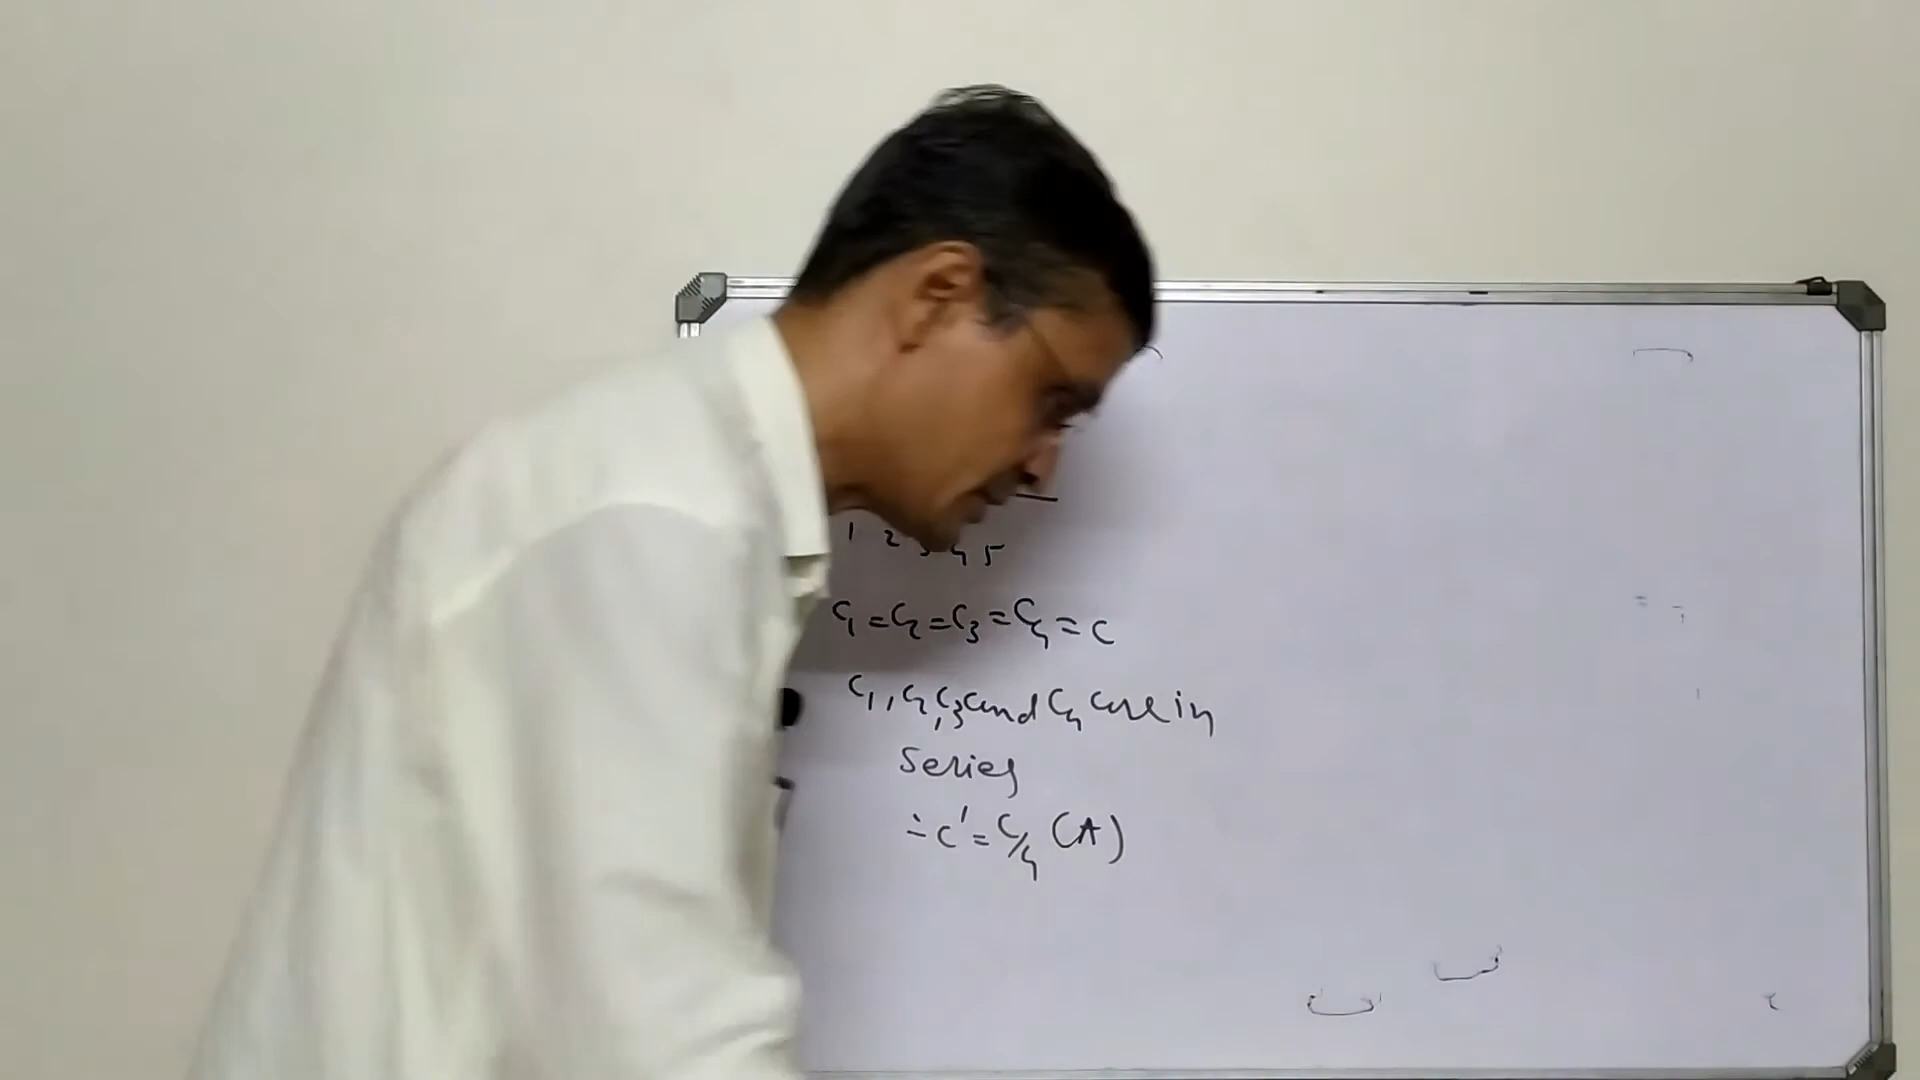 1 2 3 4 5
C₁ = C₂ = C₃ = C₄ = C
C₁, C₂, C₃ and C₄ are in
series
∴ C' = C/4 (A)